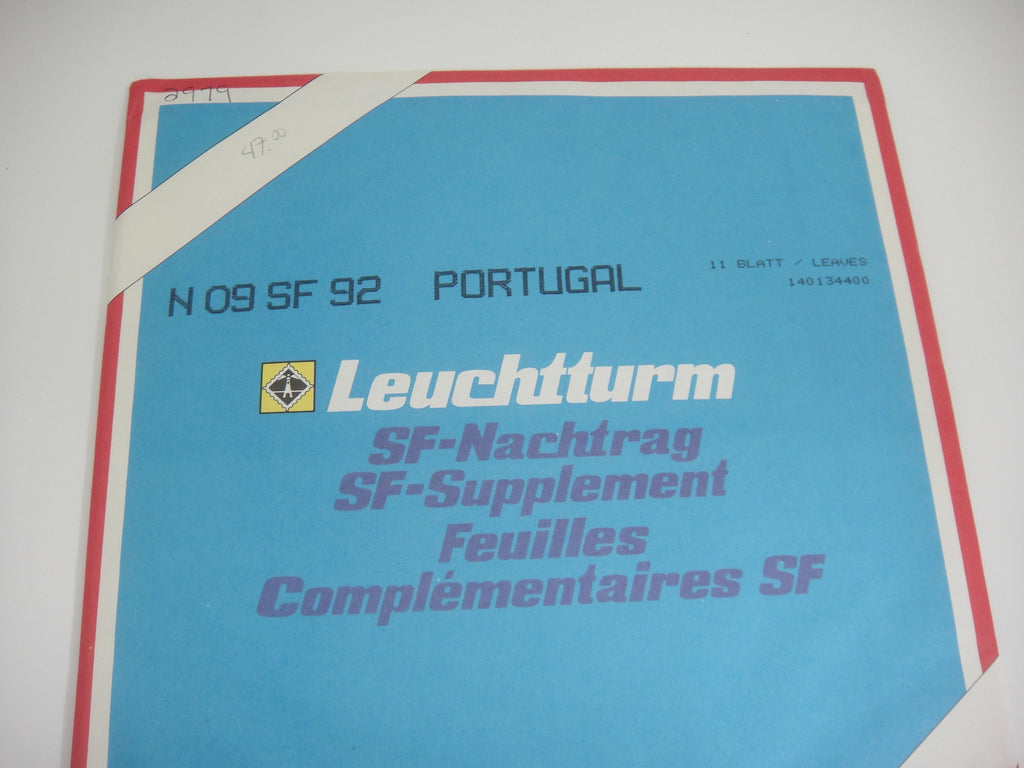 2979
47.00
N 09 SF 92 PORTUGAL
11 BLATT / LEAVES
140134400
Leuchtturm
SF-Nachtrag
SF-Supplement
Feuilles
Complémentaires SF